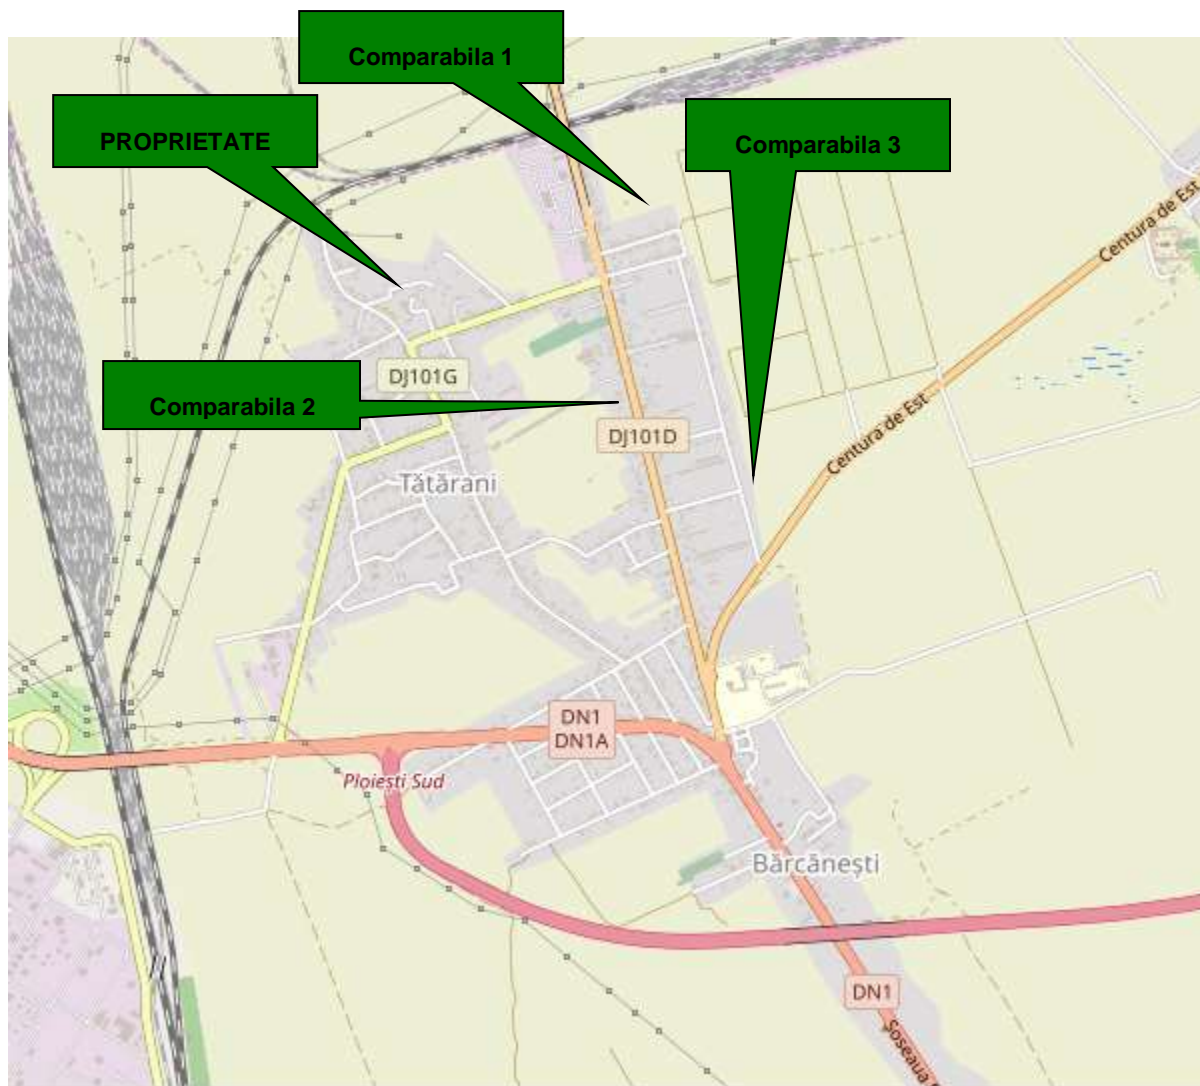 Comparabila 1
PROPRIETATE
Comparabila 3
Centura de Est
DJ101G
Comparabila 2
DJ101D
Centura de Est
Tătărani
DN1
DN1A
Ploiești Sud
Bărcănești
DN1
Șoseaua